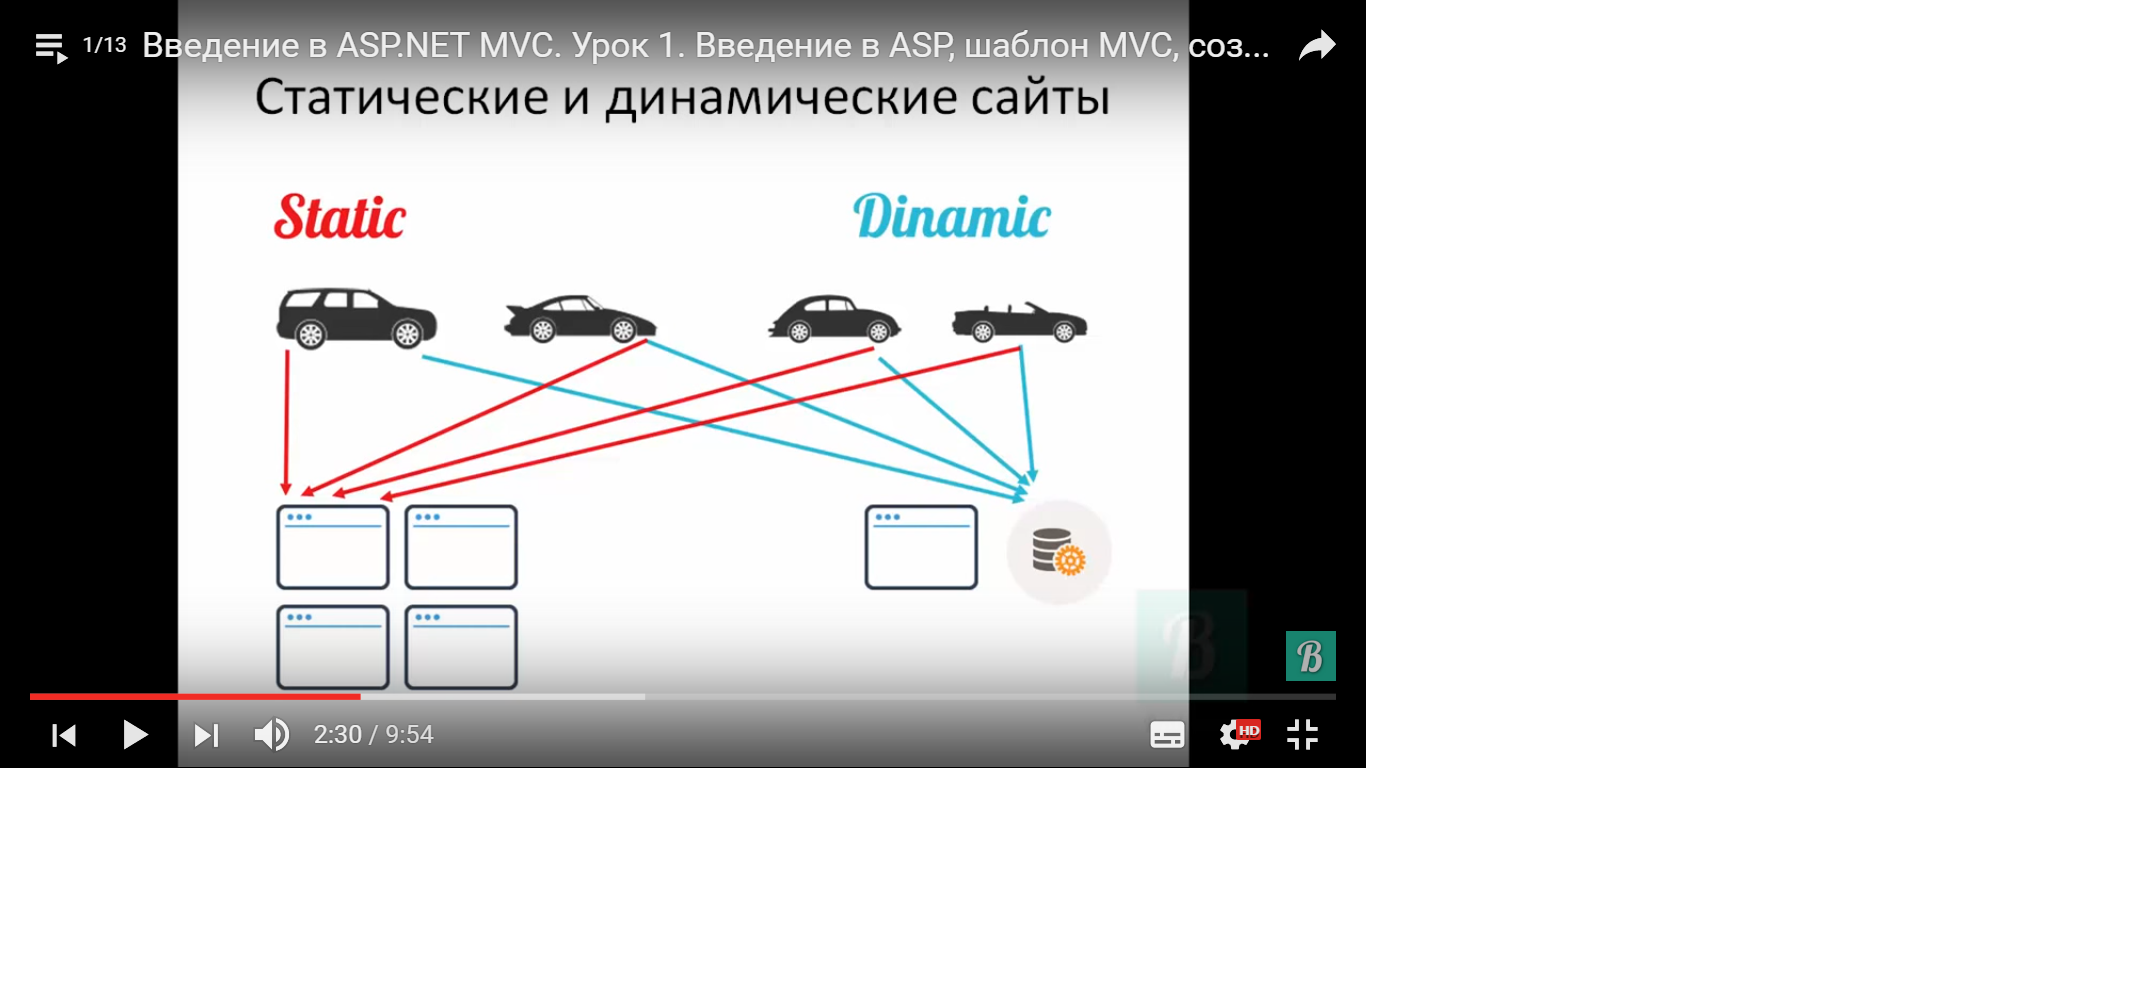 1/13 Введение в ASP.NET MVC. Урок 1. Введение в ASP, шаблон MVC, соз...
Статические и динамические сайты
Static
Dinamic
B
B
2:30 / 9:54
HD